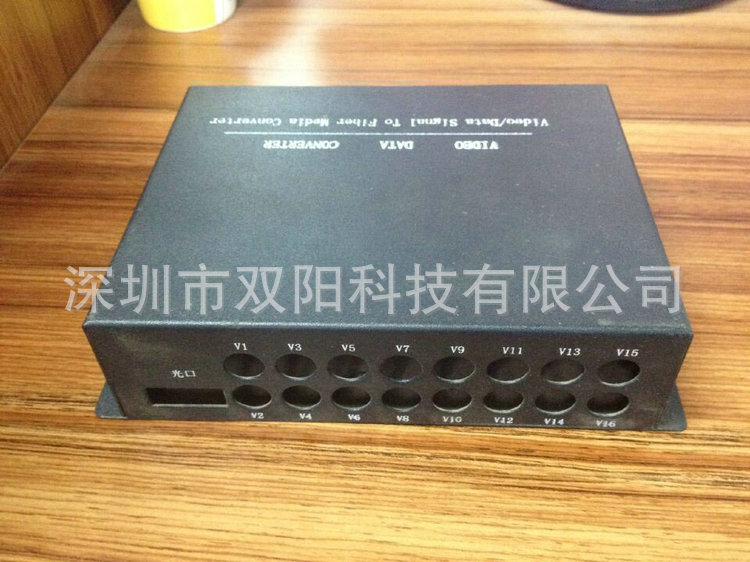 Video/Data Signal To Fiber Media Converter
VIDEO DATA CONVERTER
深圳市双阳科技有限公司
V1 V3 V5 V7 V9 V11 V13 V15
光口
V2 V4 V6 V8 V10 V12 V14 V16